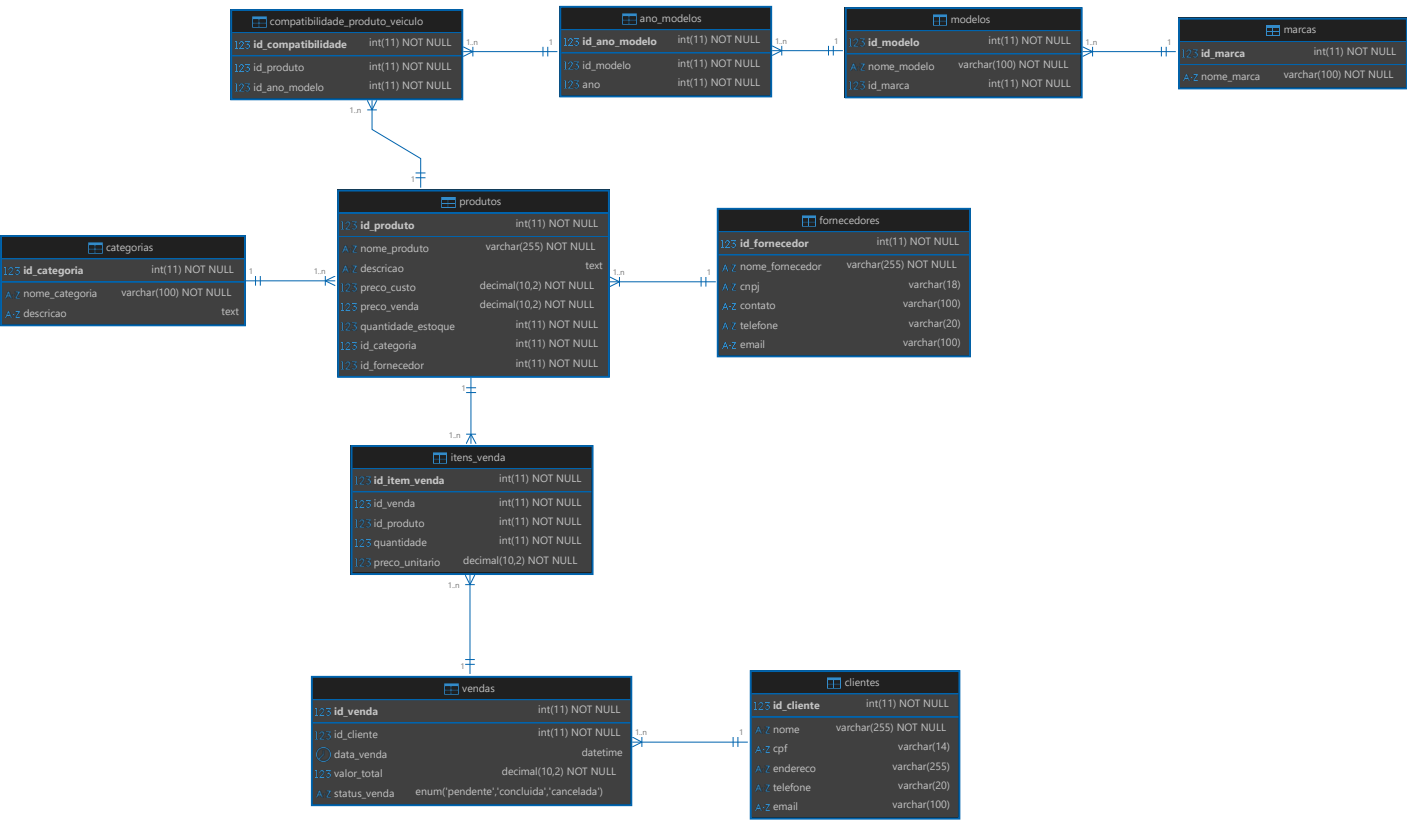 compatibilidade_produto_veiculo
123 id_compatibilidade int(11) NOT NULL
123 id_produto int(11) NOT NULL
123 id_ano_modelo int(11) NOT NULL
1..n
1
ano_modelos
123 id_ano_modelo int(11) NOT NULL
123 id_modelo int(11) NOT NULL
123 ano int(11) NOT NULL
1..n
1
modelos
123 id_modelo int(11) NOT NULL
A-Z nome_modelo varchar(100) NOT NULL
123 id_marca int(11) NOT NULL
1..n
1
marcas
123 id_marca int(11) NOT NULL
A-Z nome_marca varchar(100) NOT NULL
1..n
1
categorias
123 id_categoria int(11) NOT NULL
A-Z nome_categoria varchar(100) NOT NULL
A-Z descricao text
1
1..n
produtos
123 id_produto int(11) NOT NULL
A-Z nome_produto varchar(255) NOT NULL
A-Z descricao text
123 preco_custo decimal(10,2) NOT NULL
123 preco_venda decimal(10,2) NOT NULL
123 quantidade_estoque int(11) NOT NULL
123 id_categoria int(11) NOT NULL
123 id_fornecedor int(11) NOT NULL
1..n
1
fornecedores
123 id_fornecedor int(11) NOT NULL
A-Z nome_fornecedor varchar(255) NOT NULL
A-Z cnpj varchar(18)
A-Z contato varchar(100)
A-Z telefone varchar(20)
A-Z email varchar(100)
1
1..n
itens_venda
123 id_item_venda int(11) NOT NULL
123 id_venda int(11) NOT NULL
123 id_produto int(11) NOT NULL
123 quantidade int(11) NOT NULL
123 preco_unitario decimal(10,2) NOT NULL
1..n
1
vendas
123 id_venda int(11) NOT NULL
123 id_cliente int(11) NOT NULL
data_venda datetime
123 valor_total decimal(10,2) NOT NULL
A-Z status_venda enum('pendente','concluida','cancelada')
1..n
1
clientes
123 id_cliente int(11) NOT NULL
A-Z nome varchar(255) NOT NULL
A-Z cpf varchar(14)
A-Z endereco varchar(255)
A-Z telefone varchar(20)
A-Z email varchar(100)